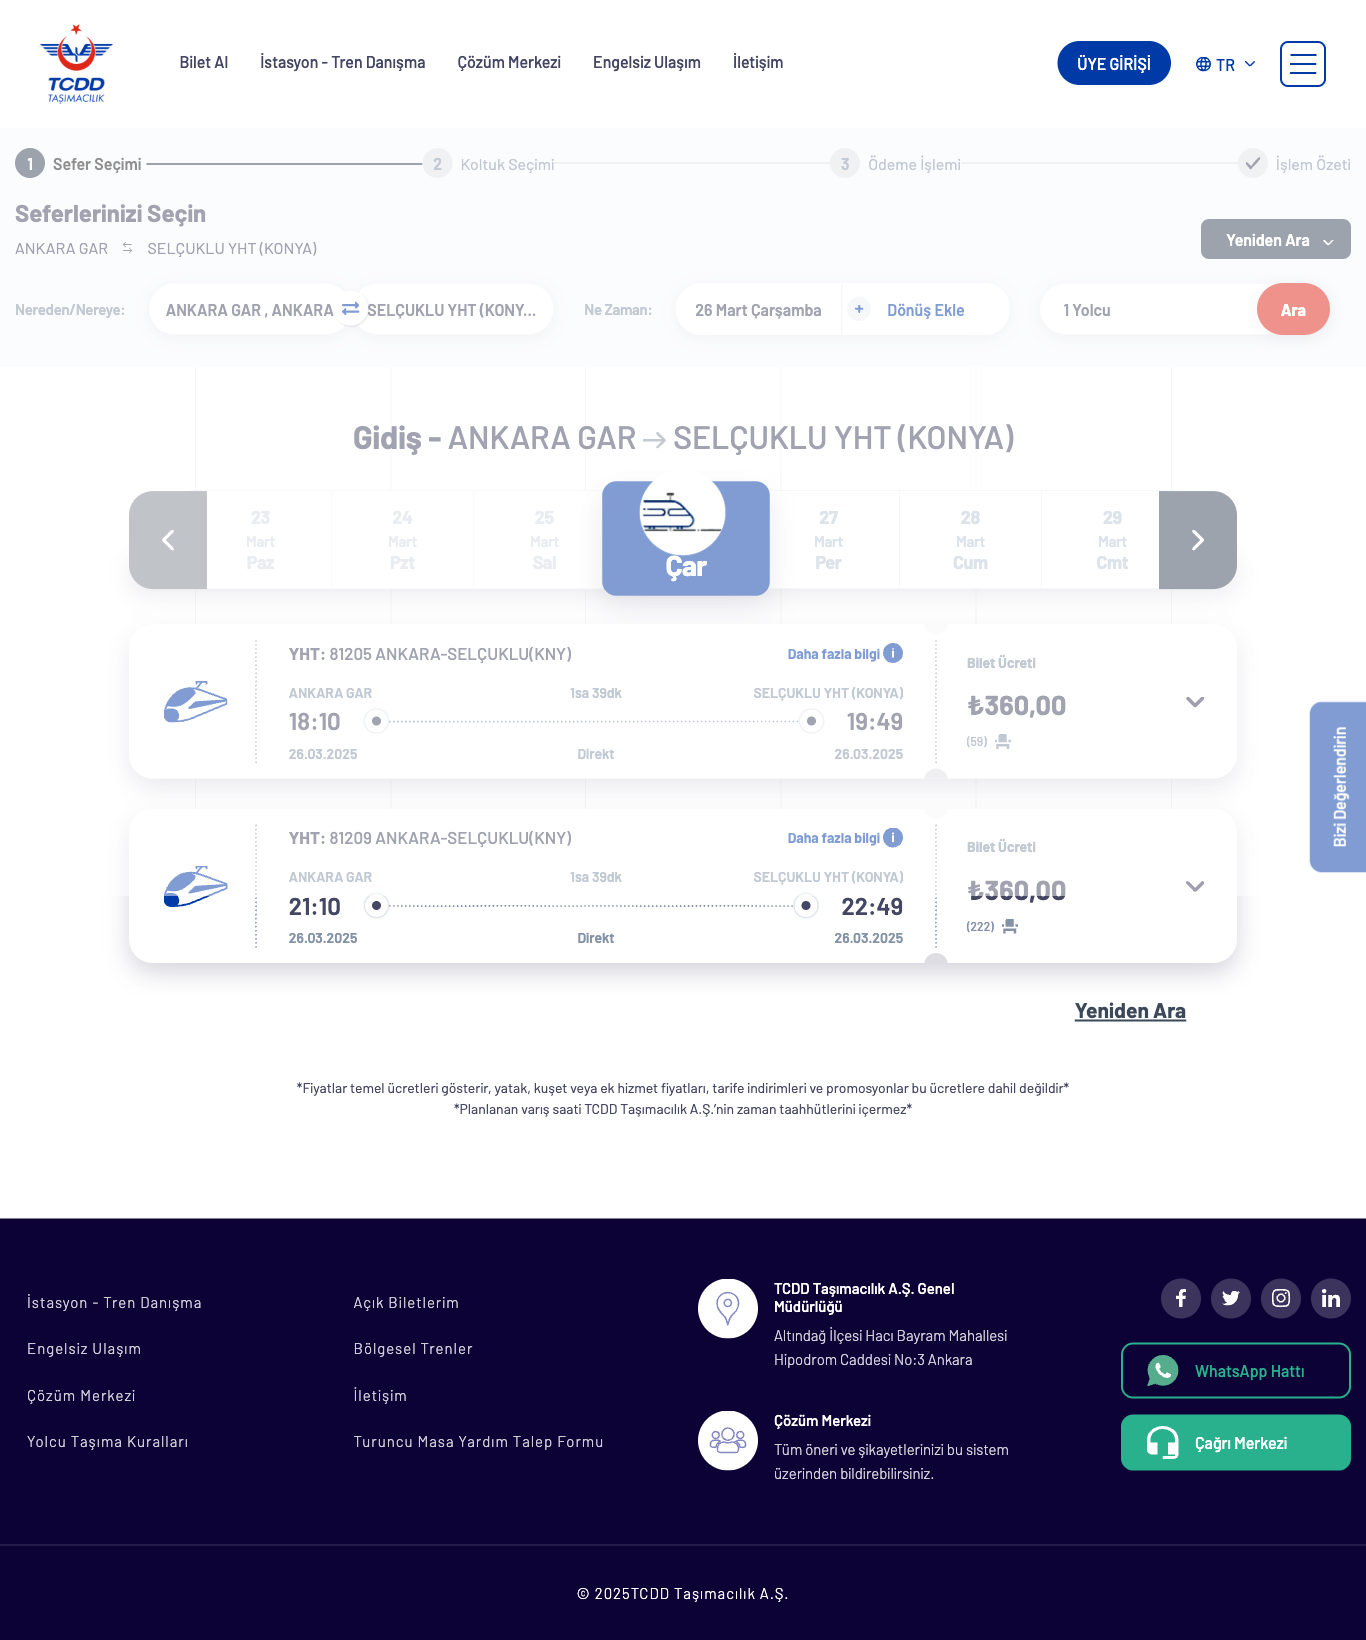 TCDD
TAŞIMACILIK
Bilet Al
İstasyon - Tren Danışma
Çözüm Merkezi
Engelsiz Ulaşım
İletişim
ÜYE GİRİŞİ
TR
1 Sefer Seçimi
2 Koltuk Seçimi
3 Ödeme İşlemi
İşlem Özeti
Seferlerinizi Seçin
ANKARA GAR SELÇUKLU YHT (KONYA)
Yeniden Ara
Nereden/Nereye:
ANKARA GAR , ANKARA
SELÇUKLU YHT (KONY...
Ne Zaman:
26 Mart Çarşamba
+ Dönüş Ekle
1 Yolcu
Ara
Gidiş - ANKARA GAR → SELÇUKLU YHT (KONYA)
23
Mart
Paz
24
Mart
Pzt
25
Mart
Sal
Çar
27
Mart
Per
28
Mart
Cum
29
Mart
Cmt
YHT: 81205 ANKARA-SELÇUKLU(KNY)
Daha fazla bilgi i
ANKARA GAR
1sa 39dk
SELÇUKLU YHT (KONYA)
18:10
19:49
26.03.2025
Direkt
26.03.2025
Bilet Ücreti
₺360,00
(59)
YHT: 81209 ANKARA-SELÇUKLU(KNY)
Daha fazla bilgi i
ANKARA GAR
1sa 39dk
SELÇUKLU YHT (KONYA)
21:10
22:49
26.03.2025
Direkt
26.03.2025
Bilet Ücreti
₺360,00
(222)
Bizi Değerlendirin
Yeniden Ara
*Fiyatlar temel ücretleri gösterir, yatak, kuşet veya ek hizmet fiyatları, tarife indirimleri ve promosyonlar bu ücretlere dahil değildir*
*Planlanan varış saati TCDD Taşımacılık A.Ş.'nin zaman taahhütlerini içermez*
İstasyon - Tren Danışma
Engelsiz Ulaşım
Çözüm Merkezi
Yolcu Taşıma Kuralları
Açık Biletlerim
Bölgesel Trenler
İletişim
Turuncu Masa Yardım Talep Formu
TCDD Taşımacılık A.Ş. Genel
Müdürlüğü
Altındağ İlçesi Hacı Bayram Mahallesi
Hipodrom Caddesi No:3 Ankara
Çözüm Merkezi
Tüm öneri ve şikayetlerinizi bu sistem
üzerinden bildirebilirsiniz.
WhatsApp Hattı
Çağrı Merkezi
© 2025TCDD Taşımacılık A.Ş.